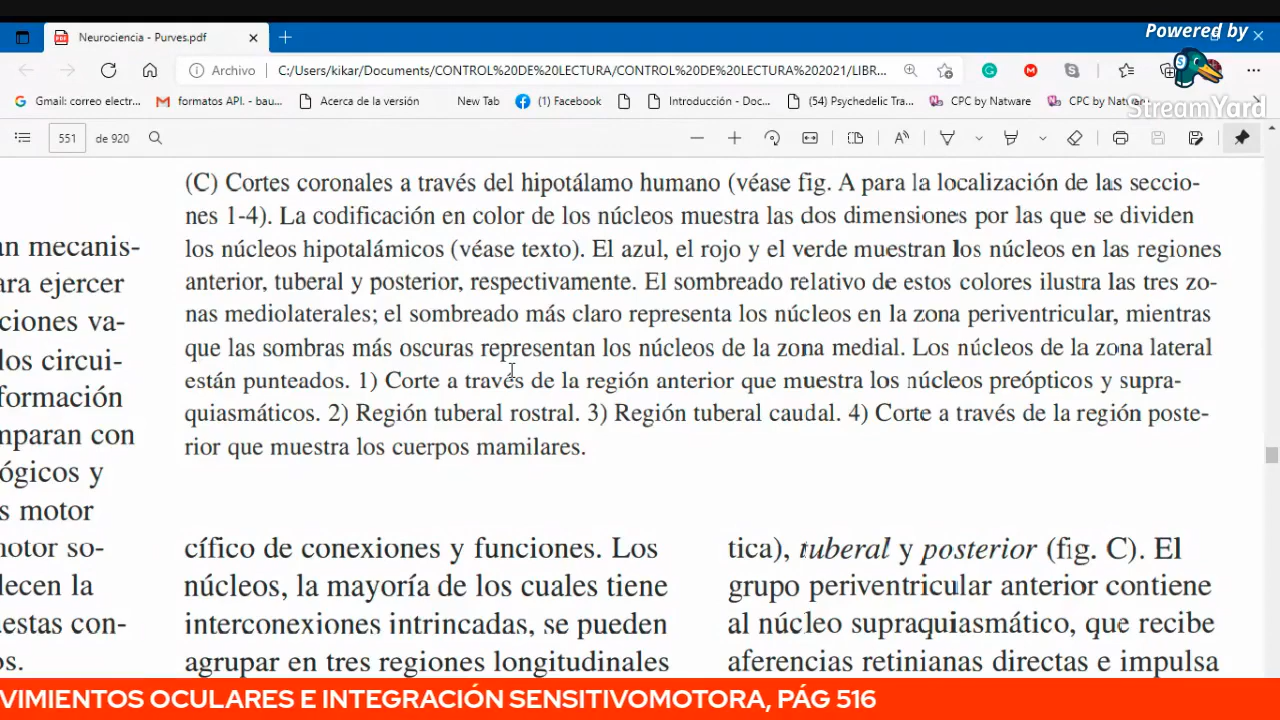 Powered by
Neurociencia - Purves.pdf
StreamYard
Archivo
C:/Users/kikar/Documents/CONTROL%20DE%20LECTURA/CONTROL%20DE%20LECTURA%202021/LIBR...
Gmail: correo electr...
formatos API. - bau...
Acerca de la versión
New Tab
(1) Facebook
Introducción - Doc...
(54) Psychedelic Tra...
CPC by Natware
CPC by Natw
551
de 920
(C) Cortes coronales a través del hipotálamo humano (véase fig. A para la localización de las seccio-
nes 1-4). La codificación en color de los núcleos muestra las dos dimensiones por las que se dividen
los núcleos hipotalámicos (véase texto). El azul, el rojo y el verde muestran los núcleos en las regiones
anterior, tuberal y posterior, respectivamente. El sombreado relativo de estos colores ilustra las tres zo-
nas mediolaterales; el sombreado más claro representa los núcleos en la zona periventricular, mientras
que las sombras más oscuras representan los núcleos de la zona medial. Los núcleos de la zona lateral
están punteados. 1) Corte a través de la región anterior que muestra los núcleos preópticos y supra-
quiasmáticos. 2) Región tuberal rostral. 3) Región tuberal caudal. 4) Corte a través de la región poste-
rior que muestra los cuerpos mamilares.
an mecanis-
ara ejercer
ciones va-
los circui-
formación
mparan con
ógicos y
s motor
motor so-
lecen la
uestas con-
os.
cífico de conexiones y funciones. Los
núcleos, la mayoría de los cuales tiene
interconexiones intrincadas, se pueden
agrupar en tres regiones longitudinales
tica), tuberal y posterior (fig. C). El
grupo periventricular anterior contiene
al núcleo supraquiasmático, que recibe
aferencias retinianas directas e impulsa
VIMIENTOS OCULARES E INTEGRACIÓN SENSITIVOMOTORA, PÁG 516